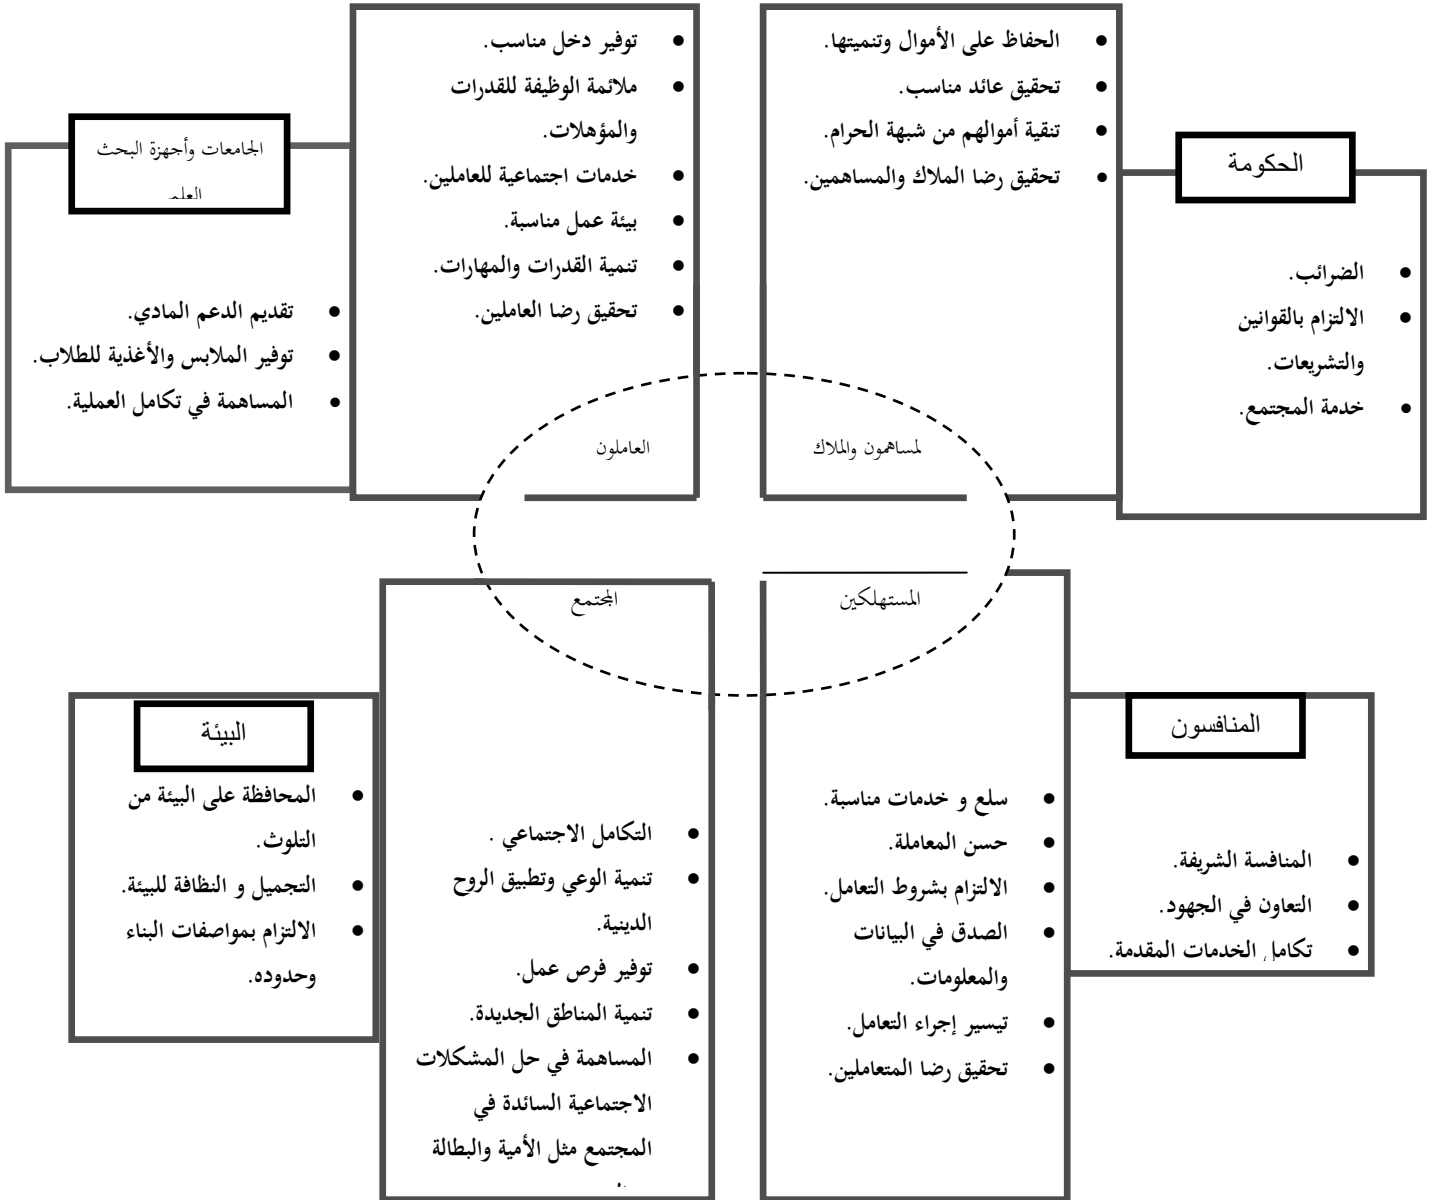 الحفاظ على الأموال وتنميتها.
تحقيق عائد مناسب.
تنقية أموالهم من شبهة الحرام.
تحقيق رضا الملاك والمساهمين.
لمساهمون والملاك
توفير دخل مناسب.
ملائمة الوظيفة للقدرات
والمؤهلات.
خدمات اجتماعية للعاملين.
بيئة عمل مناسبة.
تنمية القدرات والمهارات.
تحقيق رضا العاملين.
العاملون
الحكومة
الضرائب.
الالتزام بالقوانين
والتشريعات.
خدمة المجتمع.
الجامعات وأجهزة البحث
تقديم الدعم المادي.
توفير الملابس والأغذية للطلاب.
المساهمة في تكامل العملية.
المستهلكين
سلع و خدمات مناسبة.
حسن المعاملة.
الالتزام بشروط التعامل.
الصدق في البيانات
والمعلومات.
تيسير إجراء التعامل.
تحقيق رضا المتعاملين.
المجتمع
التكامل الاجتماعي .
تنمية الوعي وتطبيق الروح
الدينية.
توفير فرص عمل.
تنمية المناطق الجديدة.
المساهمة في حل المشكلات
الاجتماعية السائدة في
المجتمع مثل الأمية والبطالة
المنافسون
المنافسة الشريفة.
التعاون في الجهود.
تكامل الخدمات المقدمة.
البيئة
المحافظة على البيئة من
التلوث.
التجميل و النظافة للبيئة.
الالتزام بمواصفات البناء
وحدوده.